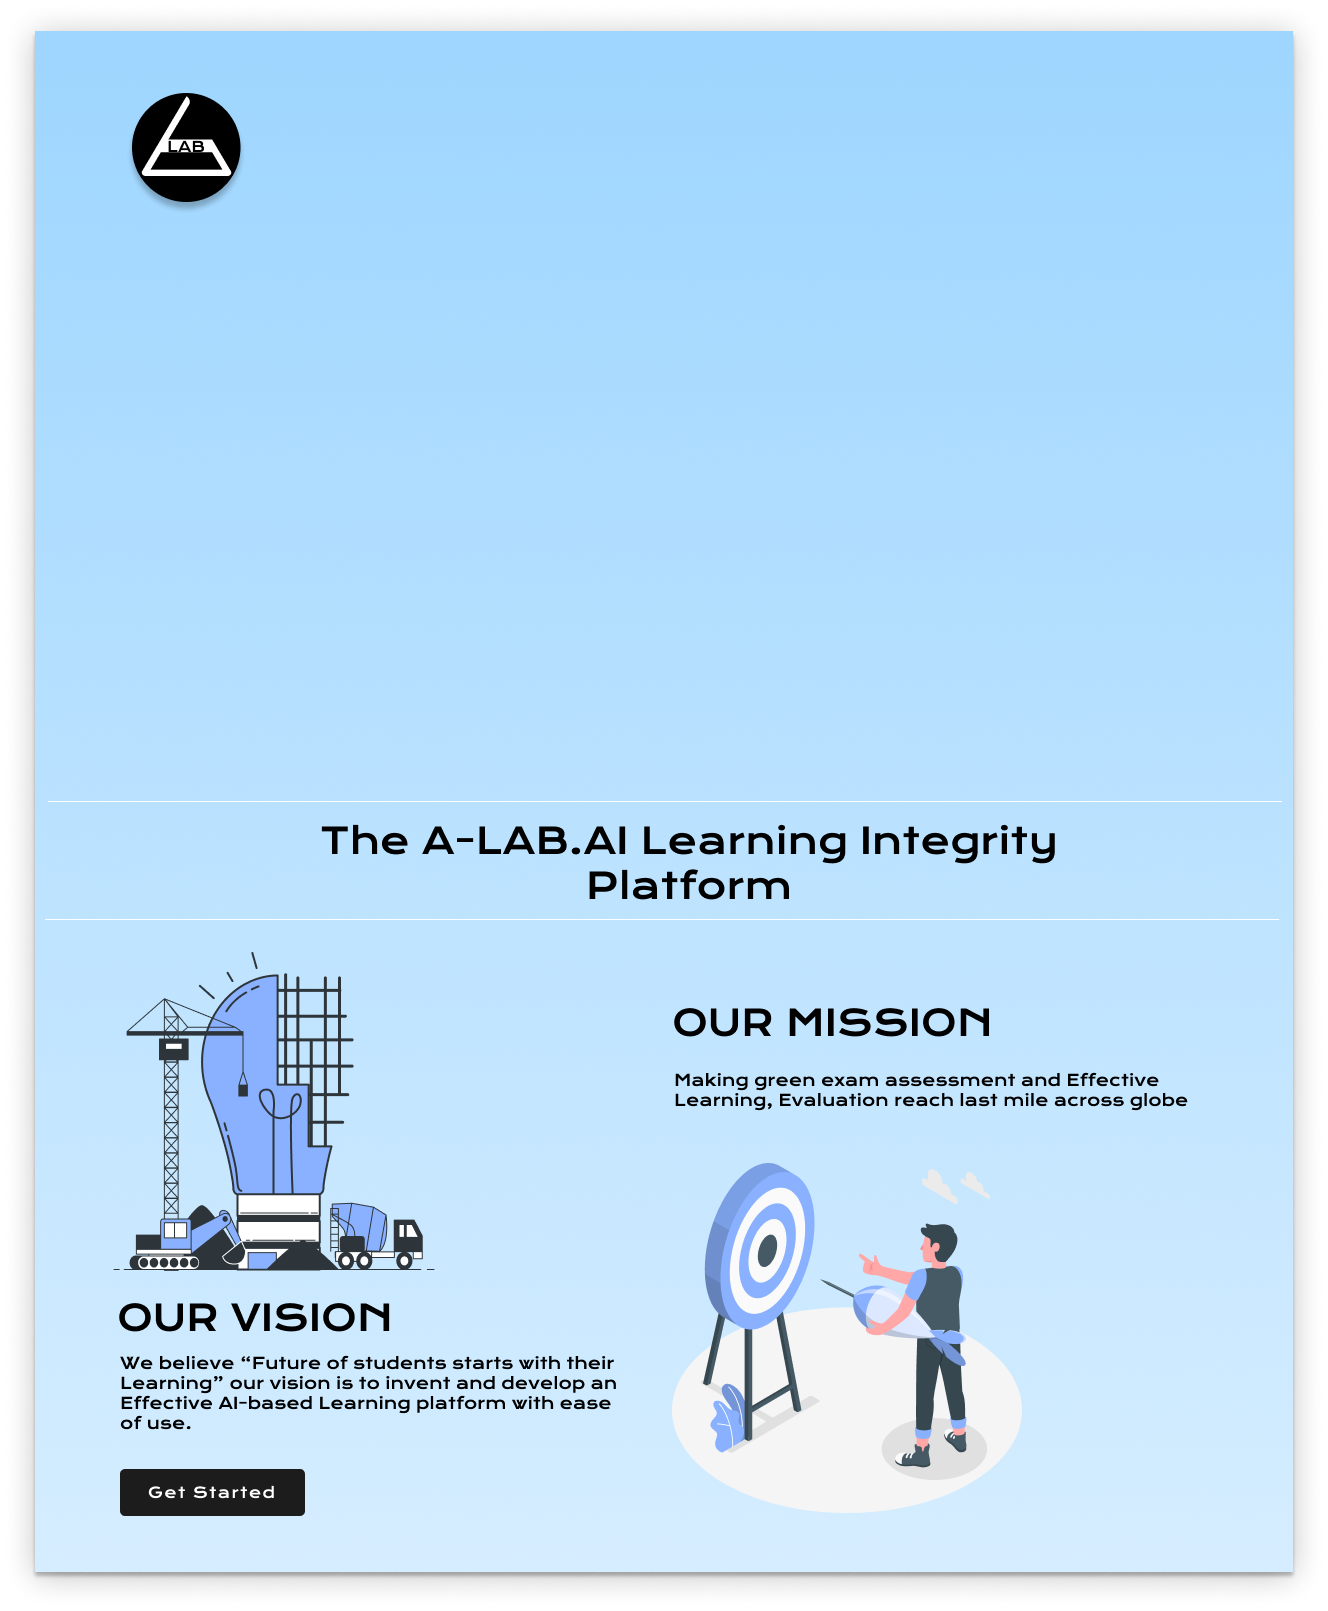 LAB
The A-LAB.AI Learning Integrity
Platform
OUR MISSION
Making green exam assessment and Effective
Learning, Evaluation reach last mile across globe
OUR VISION
We believe “Future of students starts with their
Learning” our vision is to invent and develop an
Effective AI-based Learning platform with ease
of use.
Get Started